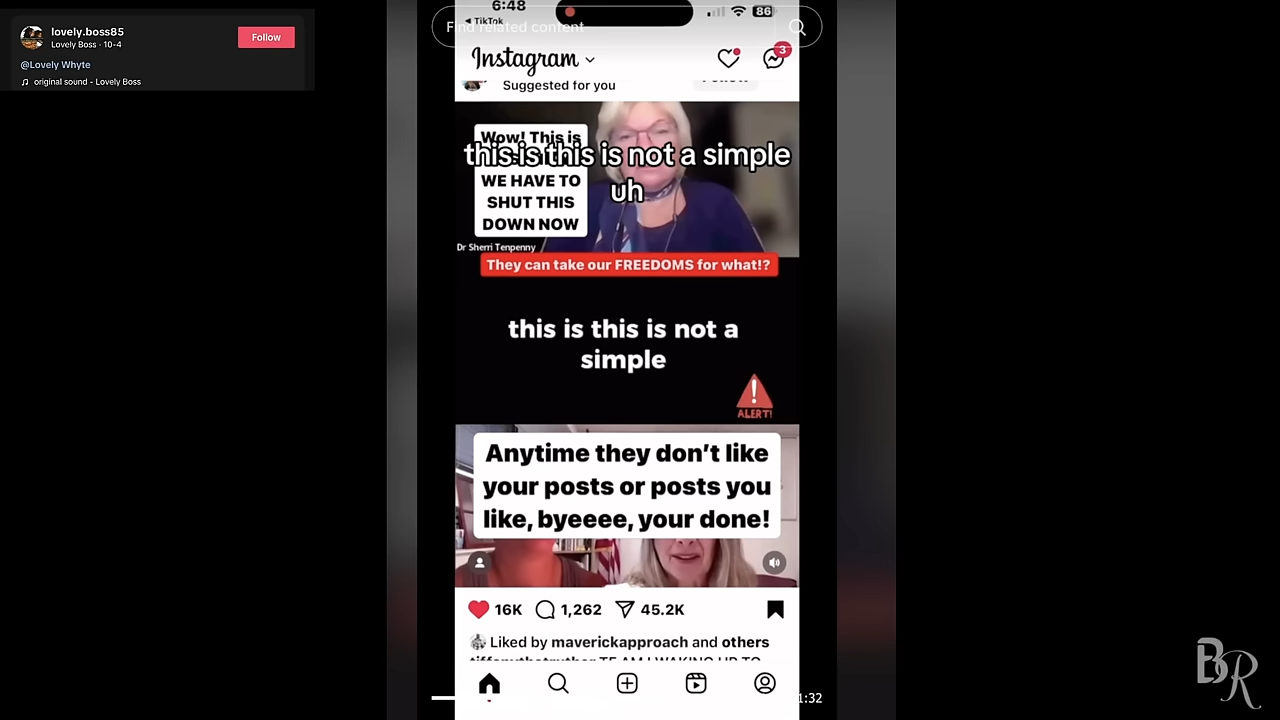 lovely.boss85
Lovely Boss · 10-4
Follow
@Lovely Whyte
original sound - Lovely Boss
6:48
TikTok
86
Find related content
Instagram
3
Suggested for you
Wow! This is
WE HAVE TO
SHUT THIS
DOWN NOW
this is this is not a simple
uh
Dr Sherri Tenpenny
They can take our FREEDOMS for what!?
this is this is not a
simple
ALERT!
Anytime they don't like
your posts or posts you
like, byeeee, your done!
16K
1,262
45.2K
Liked by maverickapproach and others
1:32
BR